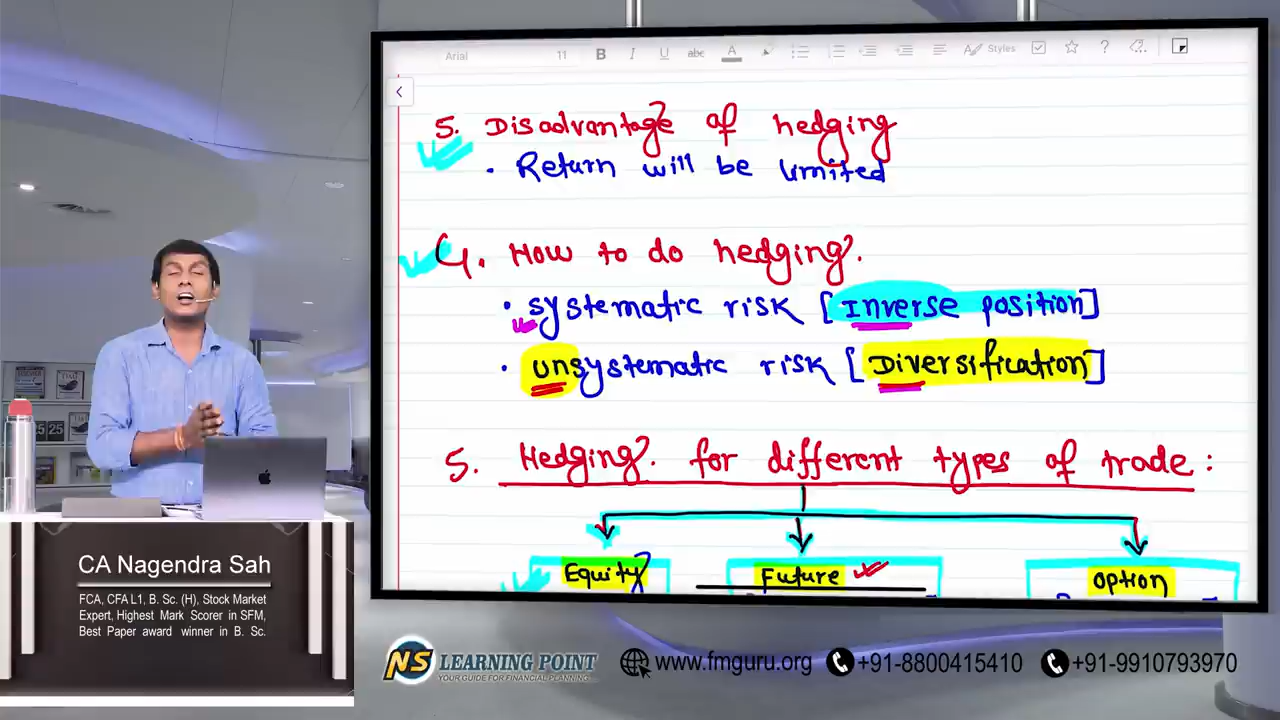 Arial 11 B I U abc A Styles ?
5. Disadvantage of hedging
• Return will be limited
4. How to do hedging?
• systematic risk [Inverse position]
• unsystematic risk [Diversification]
5. Hedging? for different types of trade :
Equity Future option
CA Nagendra Sah
FCA, CFA L1, B. Sc. (H), Stock Market
Expert, Highest Mark Scorer in SFM,
Best Paper award winner in B. Sc.
NS LEARNING POINT
YOUR GUIDE FOR FINANCIAL PLANNING
www.fmguru.org +91-8800415410 +91-9910793970